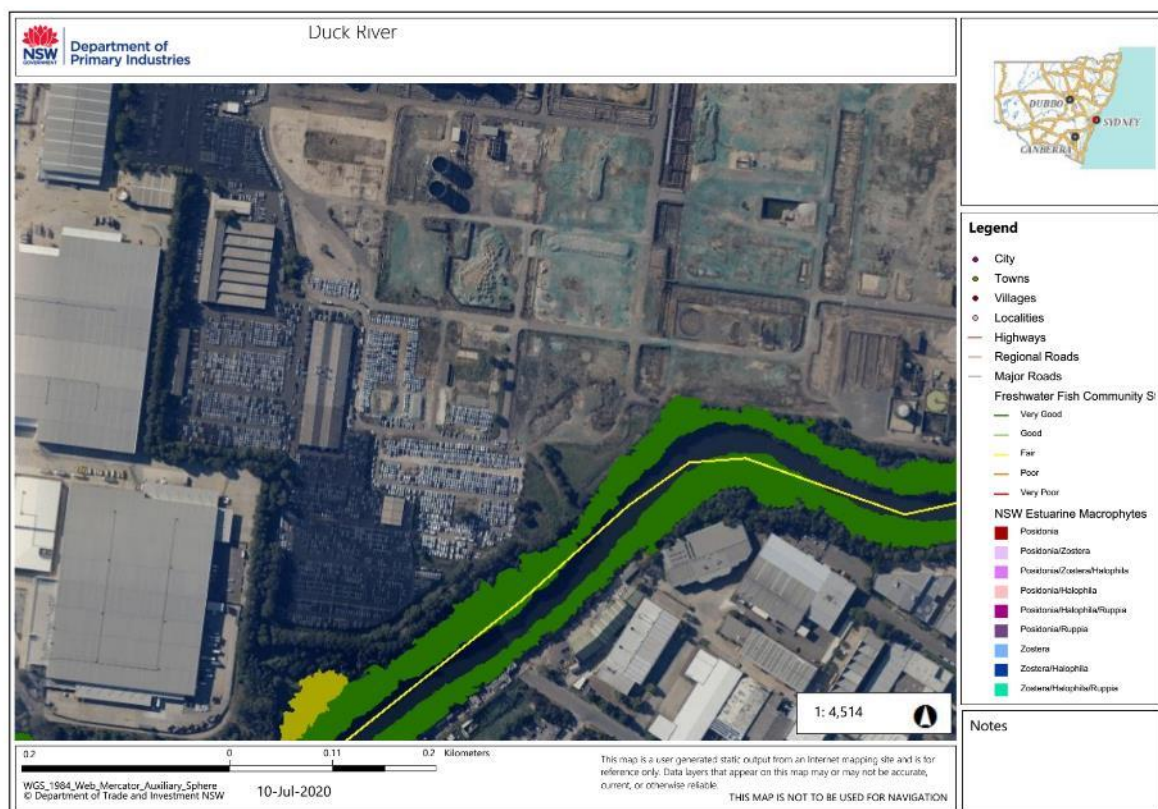 Duck River
NSW
GOVERNMENT
Department of
Primary Industries
DUBBO
SYDNEY
CANBERRA
Legend
City
Towns
Villages
Localities
Highways
Regional Roads
Major Roads
Freshwater Fish Community St
Very Good
Good
Fair
Poor
Very Poor
NSW Estuarine Macrophytes
Posidonia
Posidonia/Zostera
Posidonia/Zostera/Halophila
Posidonia/Halophila
Posidonia/Halophila/Ruppia
Posidonia/Ruppia
Zostera
Zostera/Halophila
Zostera/Halophila/Ruppia
1: 4,514
Notes
0.2 0 0.11 0.2 Kilometers
WGS_1984_Web_Mercator_Auxiliary_Sphere
© Department of Trade and Investment NSW
10-Jul-2020
This map is a user generated static output from an Internet mapping site and is for
reference only. Data layers that appear on this map may or may not be accurate,
current, or otherwise reliable.
THIS MAP IS NOT TO BE USED FOR NAVIGATION